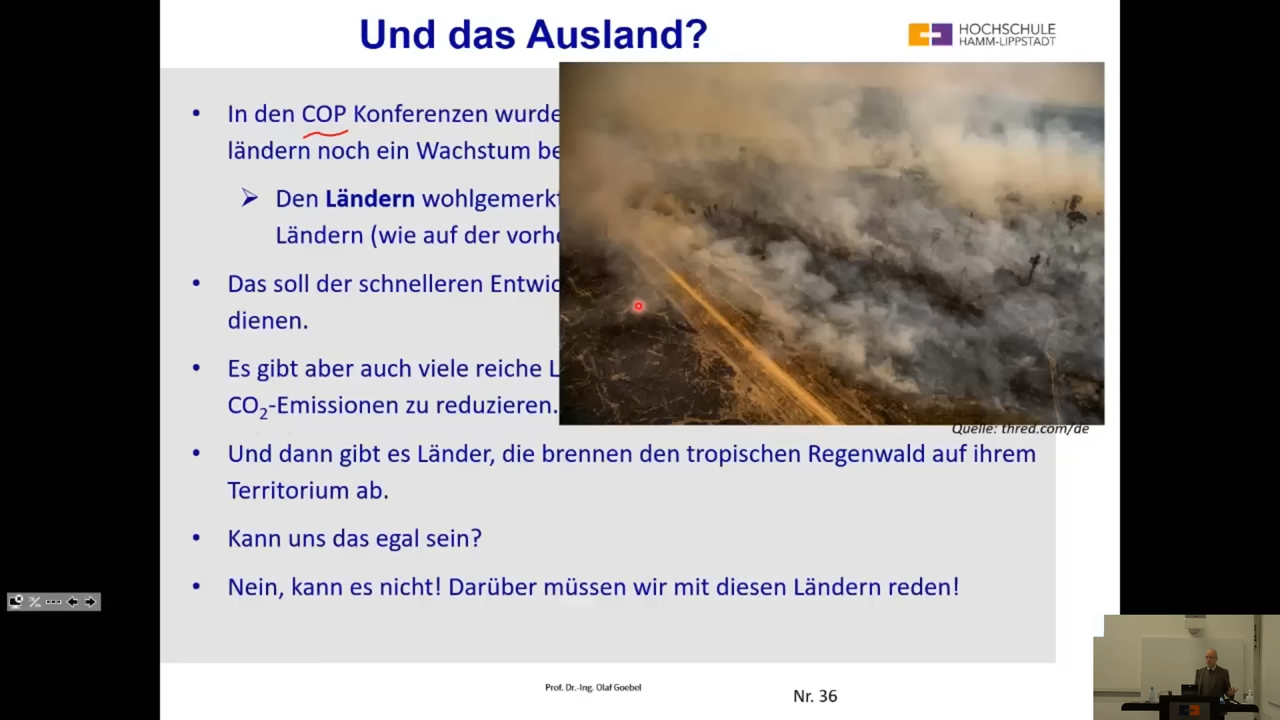 Und das Ausland?
HOCHSCHULE
HAMM-LIPPSTADT
• In den COP Konferenzen wurde
ländern noch ein Wachstum be
➢ Den Ländern wohlgemerkt
Ländern (wie auf der vorhe
• Das soll der schnelleren Entwic
dienen.
• Es gibt aber auch viele reiche L
CO₂-Emissionen zu reduzieren.
Quelle: thred.com/de
• Und dann gibt es Länder, die brennen den tropischen Regenwald auf ihrem
Territorium ab.
• Kann uns das egal sein?
• Nein, kann es nicht! Darüber müssen wir mit diesen Ländern reden!
Prof. Dr.-Ing. Olaf Goebel
Nr. 36